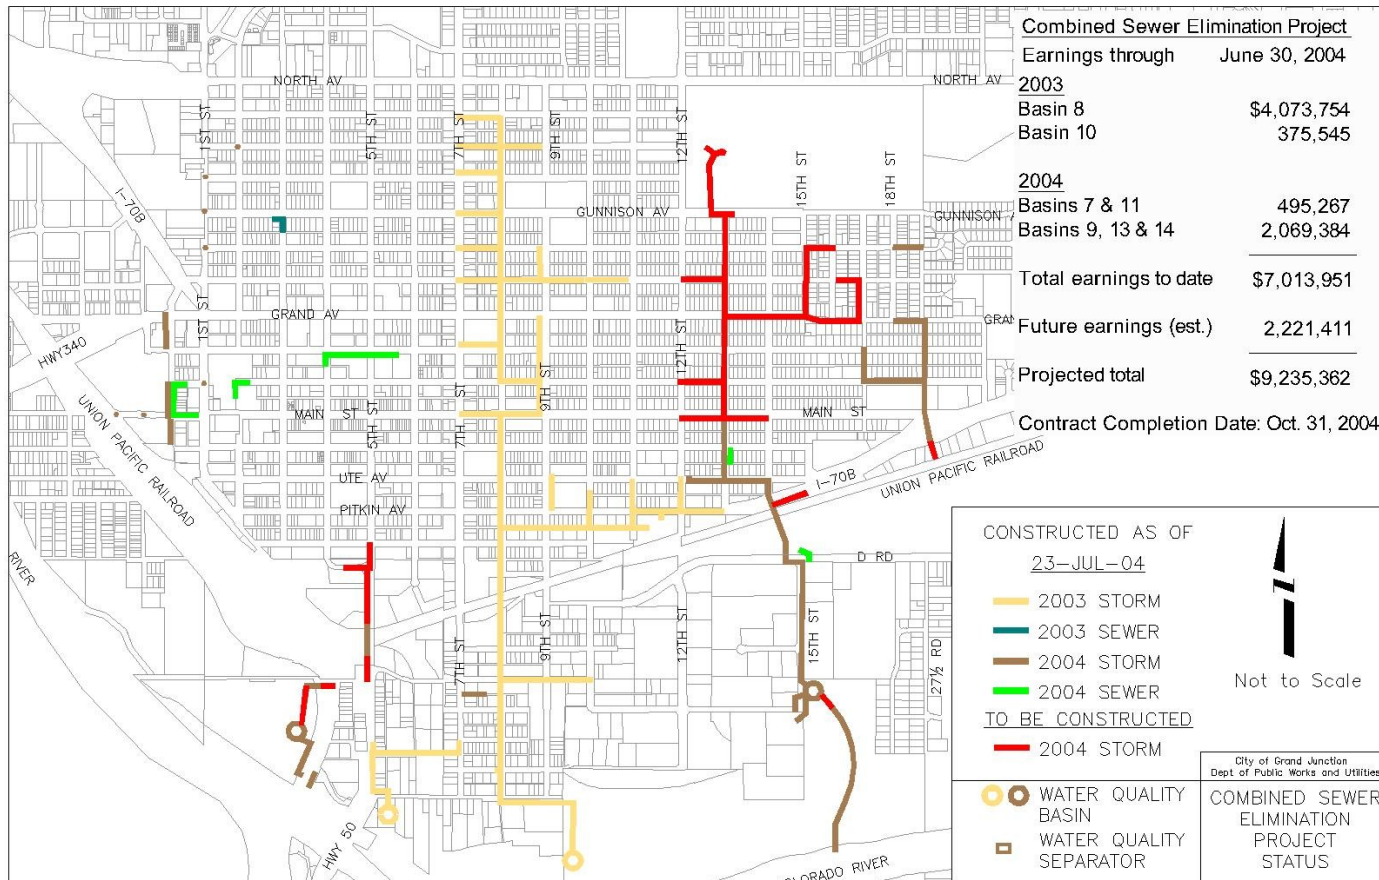 Combined Sewer Elimination Project
Earnings through June 30, 2004
2003
Basin 8 $4,073,754
Basin 10 375,545
2004
Basins 7 & 11 495,267
Basins 9, 13 & 14 2,069,384
Total earnings to date $7,013,951
Future earnings (est.) 2,221,411
Projected total $9,235,362
Contract Completion Date: Oct. 31, 2004
NORTH AV
NORTH AV
1ST ST
5TH ST
7TH ST
9TH ST
12TH ST
15TH ST
18TH ST
I-70B
GUNNISON AV
GUNNISON A
1ST ST
GRAND AV
GRAN
HWY340
12TH ST
9TH ST
UNION PACIFIC RAILROAD
MAIN ST
5TH ST
7TH ST
MAIN ST
UTE AV
PITKIN AV
I-70B
UNION PACIFIC RAILROAD
RIVER
D RD
7TH ST
9TH ST
12TH ST
15TH ST
27½ RD
HWY 50
COLORADO RIVER
CONSTRUCTED AS OF
23-JUL-04
2003 STORM
2003 SEWER
2004 STORM
2004 SEWER
TO BE CONSTRUCTED
2004 STORM
Not to Scale
WATER QUALITY
BASIN
WATER QUALITY
SEPARATOR
City of Grand Junction
Dept of Public Works and Utilities
COMBINED SEWER
ELIMINATION
PROJECT
STATUS